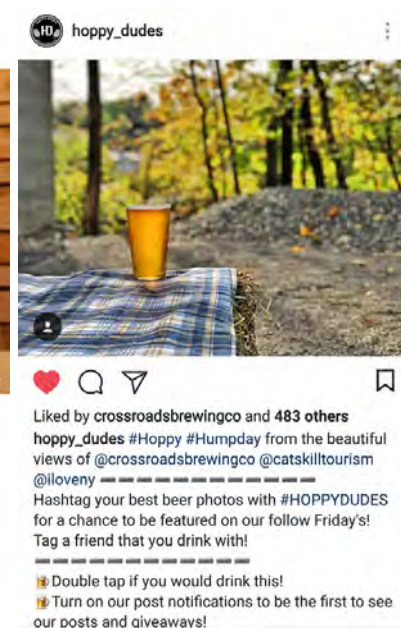 HD
hoppy_dudes
Liked by crossroadsbrewingco and 483 others
hoppy_dudes #Hoppy #Humpday from the beautiful
views of @crossroadsbrewingco @catskilltourism
@iloveny ➖➖➖➖➖➖➖➖➖➖➖➖➖
Hashtag your best beer photos with #HOPPYDUDES
for a chance to be featured on our follow Friday's!
Tag a friend that you drink with!
➖➖➖➖➖➖➖➖➖➖➖➖➖
🍺Double tap if you would drink this!
🍺Turn on our post notifications to be the first to see
our posts and giveaways!